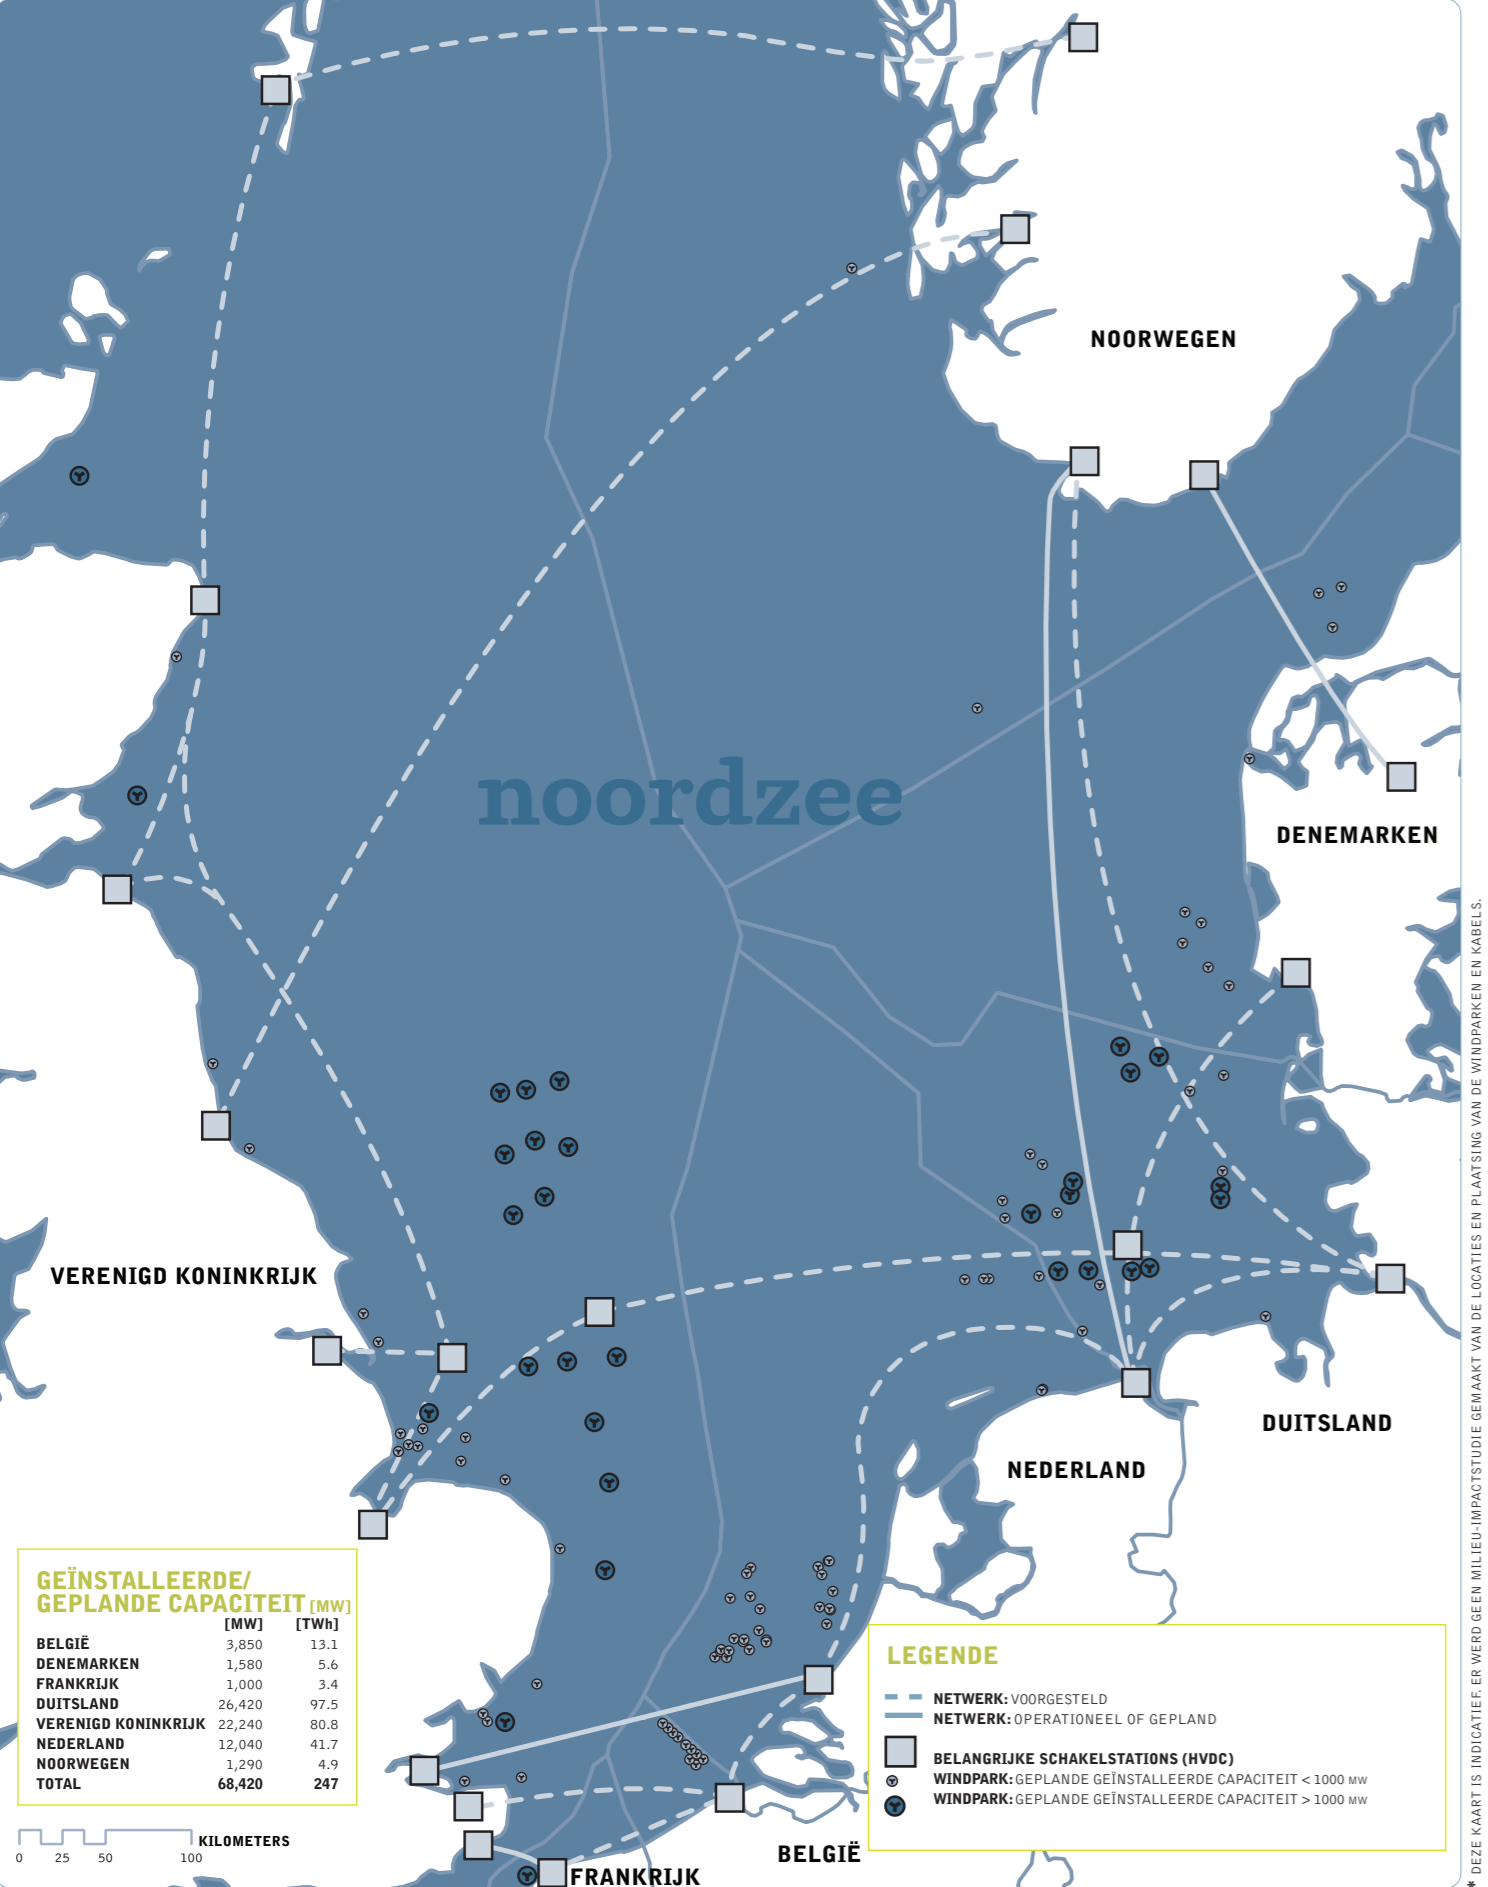 NOORWEGEN
noordzee
DENEMARKEN
VERENIGD KONINKRIJK
DUITSLAND
NEDERLAND
BELGIË
FRANKRIJK
GEÏNSTALLEERDE/
GEPLANDE CAPACITEIT [MW]
[MW] [TWh]
BELGIË 3,850 13.1
DENEMARKEN 1,580 5.6
FRANKRIJK 1,000 3.4
DUITSLAND 26,420 97.5
VERENIGD KONINKRIJK 22,240 80.8
NEDERLAND 12,040 41.7
NOORWEGEN 1,290 4.9
TOTAL 68,420 247
KILOMETERS
0 25 50 100
LEGENDE
NETWERK: VOORGESTELD
NETWERK: OPERATIONEEL OF GEPLAND
BELANGRIJKE SCHAKELSTATIONS (HVDC)
WINDPARK: GEPLANDE GEÏNSTALLEERDE CAPACITEIT < 1000 MW
WINDPARK: GEPLANDE GEÏNSTALLEERDE CAPACITEIT > 1000 MW
* DEZE KAART IS INDICATIEF. ER WERD GEEN MILIEU-IMPACTSTUDIE GEMAAKT VAN DE LOCATIES EN PLAATSING VAN DE WINDPARKEN EN KABELS.